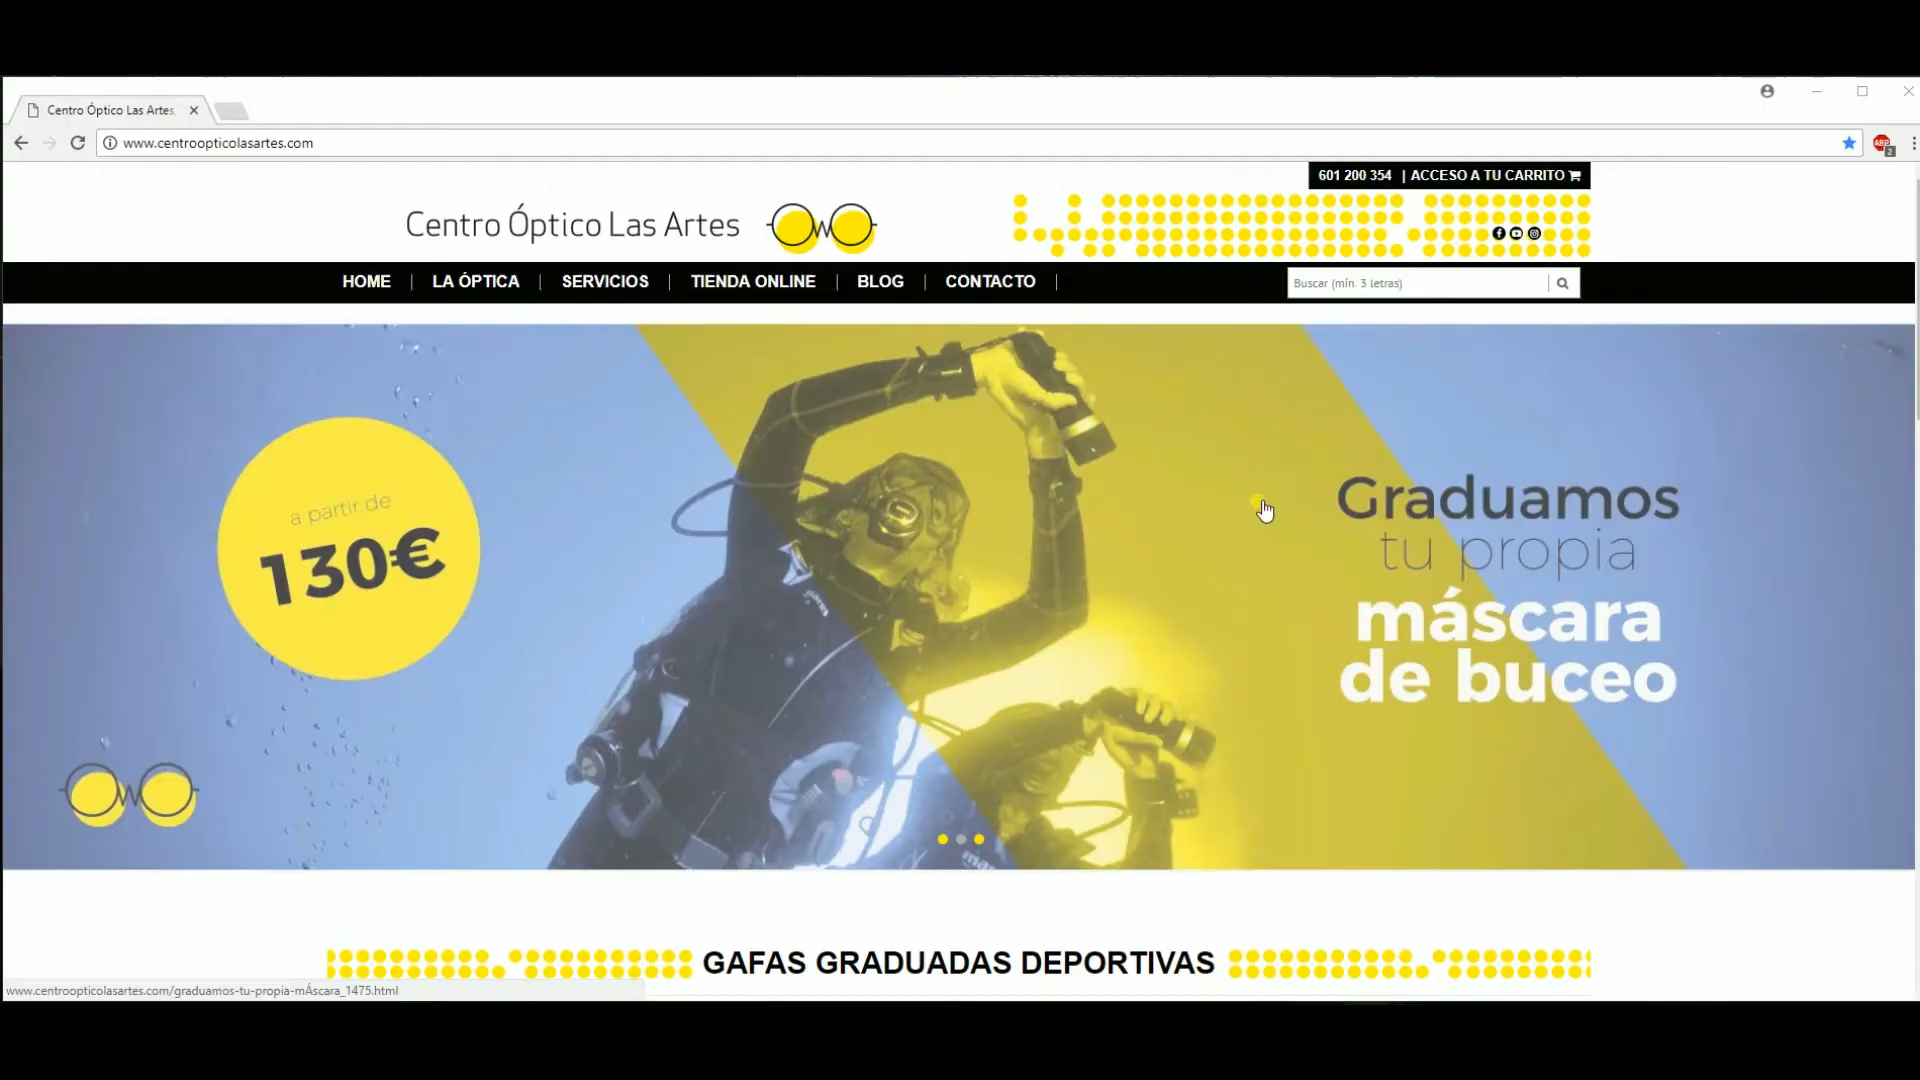 Centro Óptico Las Artes,
www.centroopticolasartes.com
ABP
2
601 200 354 | ACCESO A TU CARRITO
Centro Óptico Las Artes
HOME | LA ÓPTICA | SERVICIOS | TIENDA ONLINE | BLOG | CONTACTO |
Buscar (mín. 3 letras)
a partir de
130€
Graduamos
tu propia
máscara
de buceo
GAFAS GRADUADAS DEPORTIVAS
www.centroopticolasartes.com/graduamos-tu-propia-mÁscara_1475.html